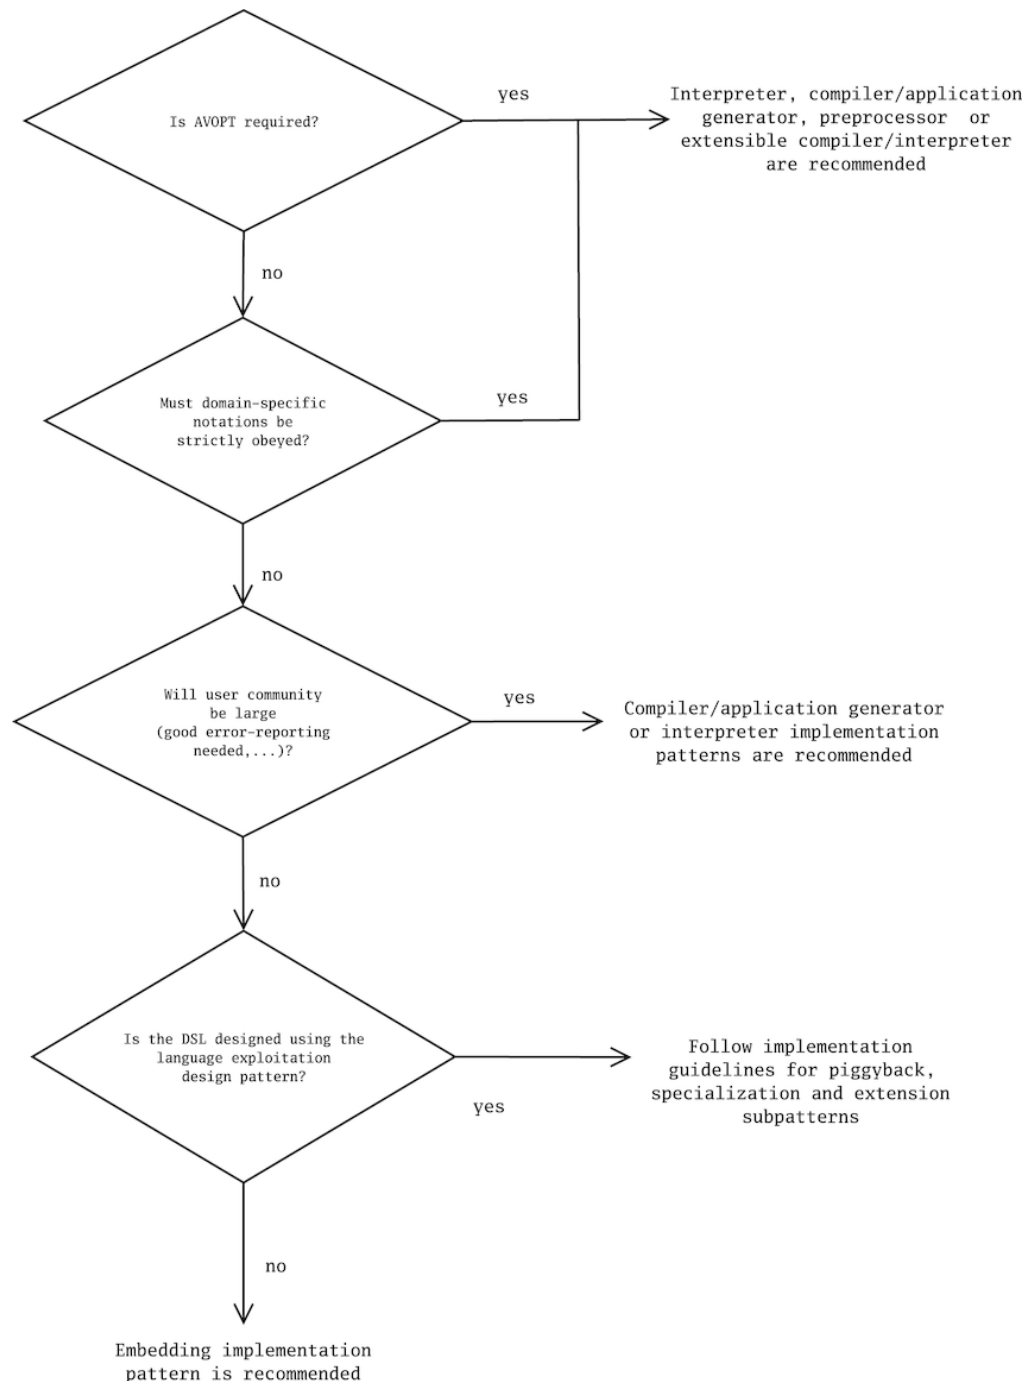 Is AVOPT required?
yes
Interpreter, compiler/application
generator, preprocessor or
extensible compiler/interpreter
are recommended
no
Must domain-specific
notations be
strictly obeyed?
yes
no
Will user community
be large
(good error-reporting
needed,...)?
yes
Compiler/application generator
or interpreter implementation
patterns are recommended
no
Is the DSL designed using the
language exploitation
design pattern?
yes
Follow implementation
guidelines for piggyback,
specialization and extension
subpatterns
no
Embedding implementation
pattern is recommended